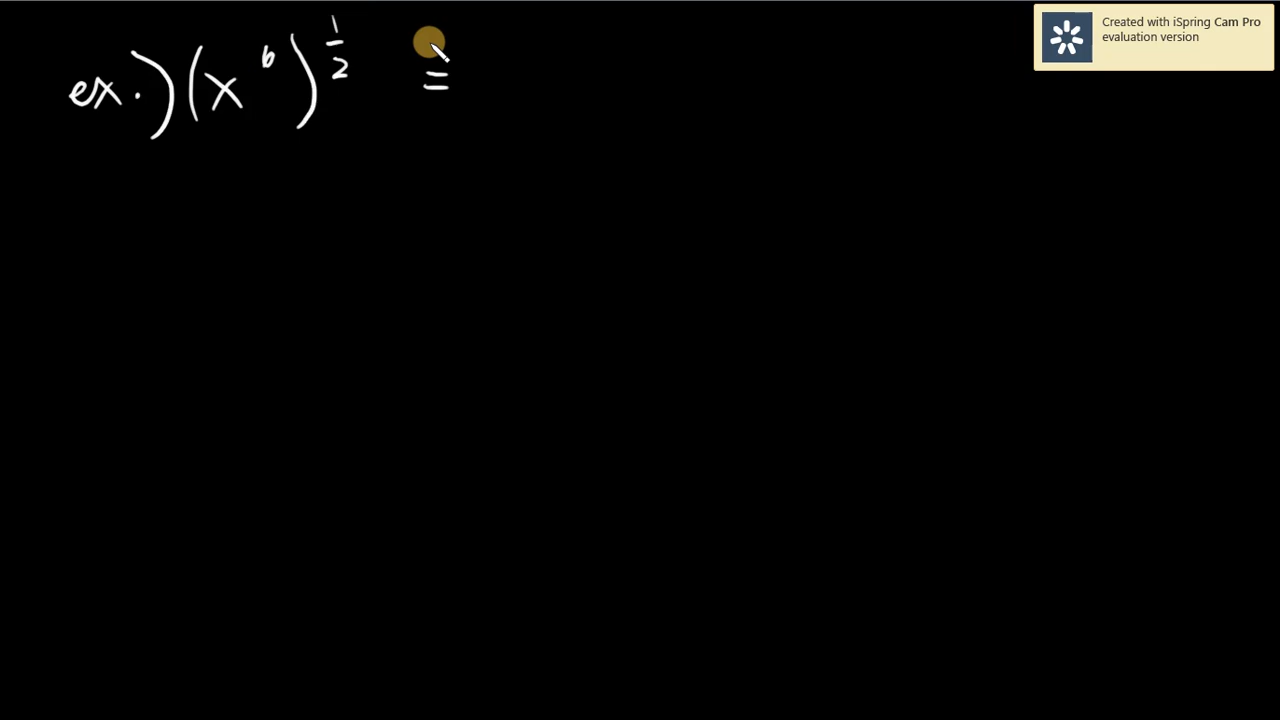 ex.) (x^6)^{1/2} =
Created with iSpring Cam Pro
evaluation version